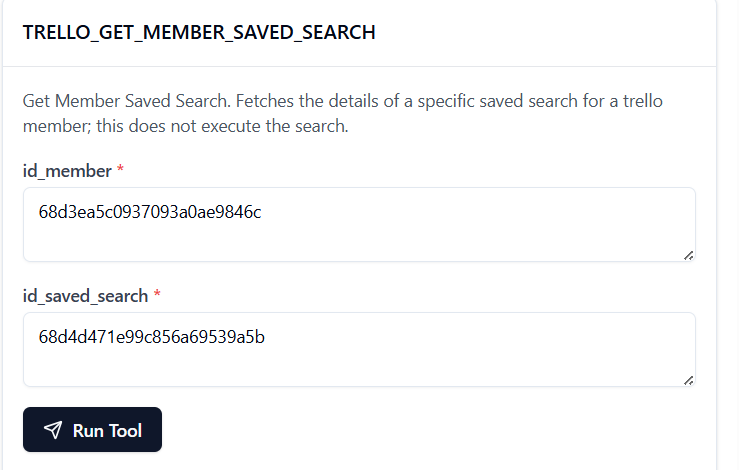 TRELLO_GET_MEMBER_SAVED_SEARCH
Get Member Saved Search. Fetches the details of a specific saved search for a trello
member; this does not execute the search.
id_member *
68d3ea5c0937093a0ae9846c
id_saved_search *
68d4d471e99c856a69539a5b
Run Tool